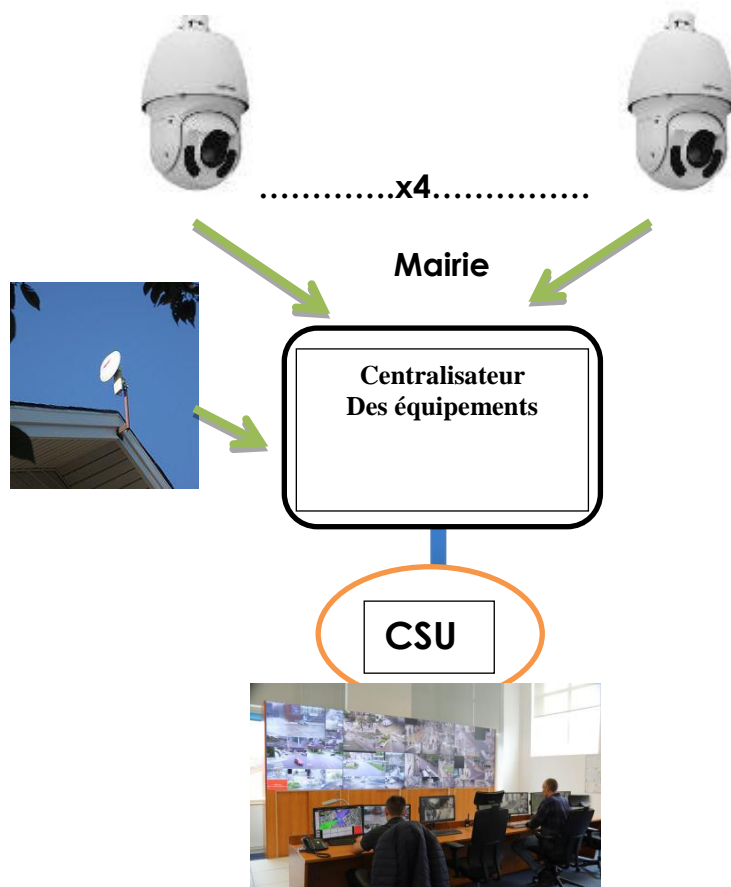 .............x4...............
Mairie
Centralisateur
Des équipements
CSU